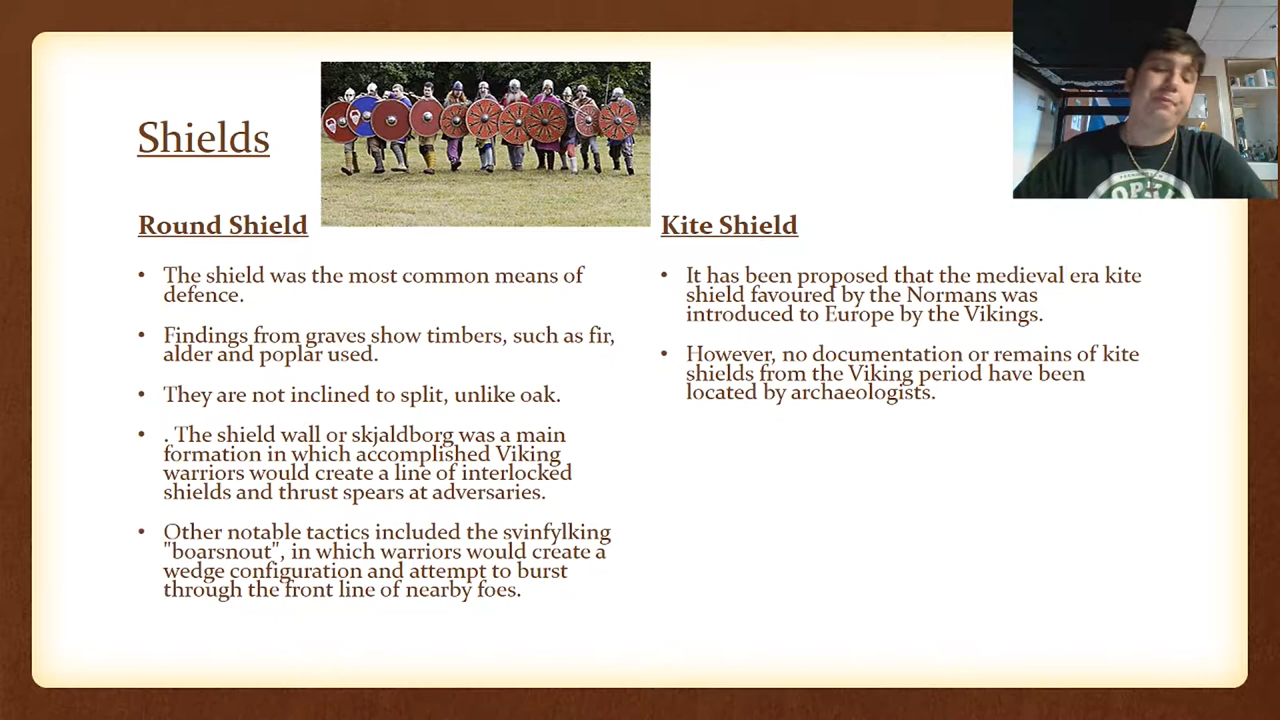 Shields
Round Shield
• The shield was the most common means of
defence.
• Findings from graves show timbers, such as fir,
alder and poplar used.
• They are not inclined to split, unlike oak.
• . The shield wall or skjaldborg was a main
formation in which accomplished Viking
warriors would create a line of interlocked
shields and thrust spears at adversaries.
• Other notable tactics included the svinfylking
"boarsnout", in which warriors would create a
wedge configuration and attempt to burst
through the front line of nearby foes.
Kite Shield
• It has been proposed that the medieval era kite
shield favoured by the Normans was
introduced to Europe by the Vikings.
• However, no documentation or remains of kite
shields from the Viking period have been
located by archaeologists.